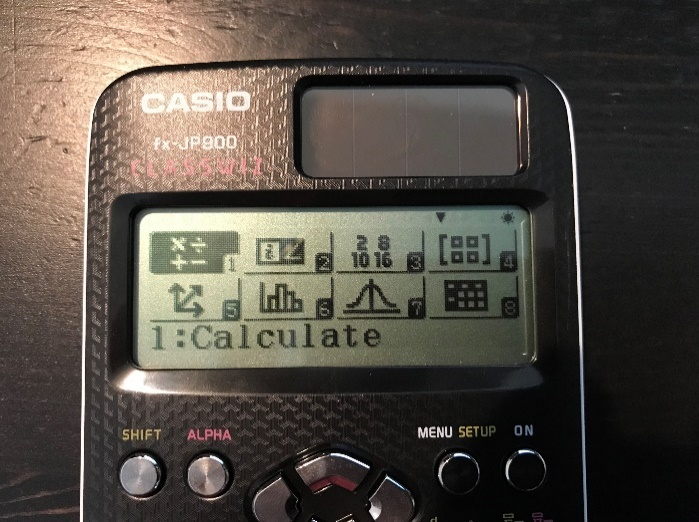 CASIO
fx-JP900
CLASSWIZ
× ÷ + − 1
i ∠ 2
2 8 10 16 3
4
5
6
7
8
1:Calculate
SHIFT
ALPHA
MENU SETUP
ON